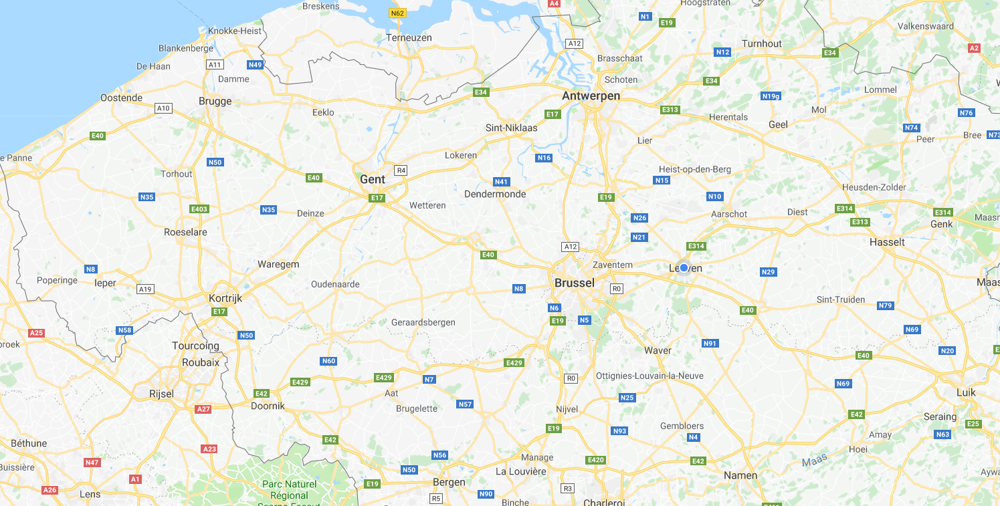 Breskens
N62
A4
Hoogstraten
N1
E19
Knokke-Heist
Terneuzen
Valkenswaard
Blankenberge
A12
Turnhout
A2
N12
E34
De Haan
A11
N49
Brasschaat
Damme
Schoten
E34
Lommel
Oostende
E34
Antwerpen
N19g
Brugge
A10
Eeklo
E17
E313
Mol
N76
Herentals
Geel
Sint-Niklaas
N74
E40
Lier
Peer
Bree
N73
e Panne
N50
Lokeren
N16
Torhout
R4
Heist-op-den-Berg
E40
Gent
N41
N15
Heusden-Zolder
N35
E17
Dendermonde
E19
N10
E403
N35
Deinze
Wetteren
Aarschot
Diest
E314
E314
N26
E313
Maasm
Roeselare
N21
Genk
A12
E314
Hasselt
E40
Waregem
Zaventem
Leuven
N8
N29
Poperinge
Ieper
A19
Oudenaarde
N8
Brussel
R0
Maas
Kortrijk
N6
Sint-Truiden
N79
E17
E40
Geraardsbergen
E19
N5
A25
N58
N50
N69
broek
Tourcoing
N91
Waver
N20
Roubaix
N60
E429
E40
E429
E429
N7
R0
Ottignies-Louvain-la-Neuve
N69
Rijsel
E42
Aat
Luik
A27
Doornik
Brugelette
N57
Nijvel
N25
E42
Seraing
E19
N93
Gembloers
E25
E42
N4
Amay
N63
Béthune
A23
Hoei
Buissière
N47
N56
Manage
E420
E42
Maas
N50
La Louvière
Namen
Aywa
A1
Bergen
Parc Naturel
E19
Régional
A26
Lens
N90
R3
R5
Binche
Charleroi
Scarpe-Escaut